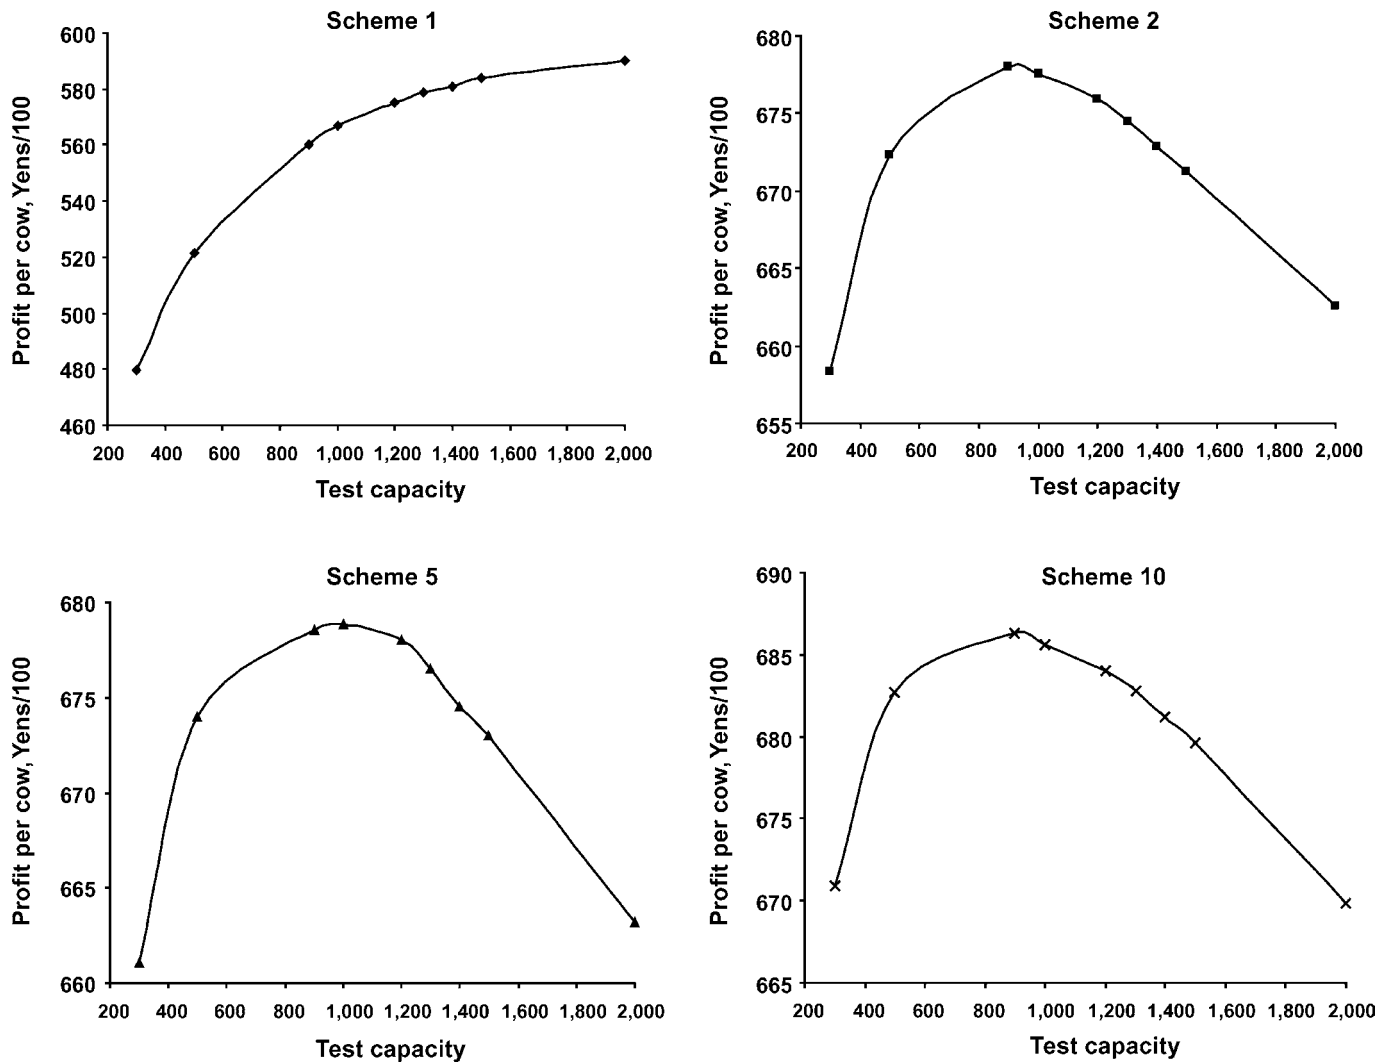 Scheme 1
600
580
560
540
520
500
480
460
200 400 600 800 1,000 1,200 1,400 1,600 1,800 2,000
Test capacity
Profit per cow, Yens/100
Scheme 2
680
675
670
665
660
655
200 400 600 800 1,000 1,200 1,400 1,600 1,800 2,000
Test capacity
Profit per cow, Yens/100
Scheme 5
680
675
670
665
660
200 400 600 800 1,000 1,200 1,400 1,600 1,800 2,000
Test capacity
Profit per cow, Yens/100
Scheme 10
690
685
680
675
670
665
200 400 600 800 1,000 1,200 1,400 1,600 1,800 2,000
Test capacity
Profit per cow, Yens/100